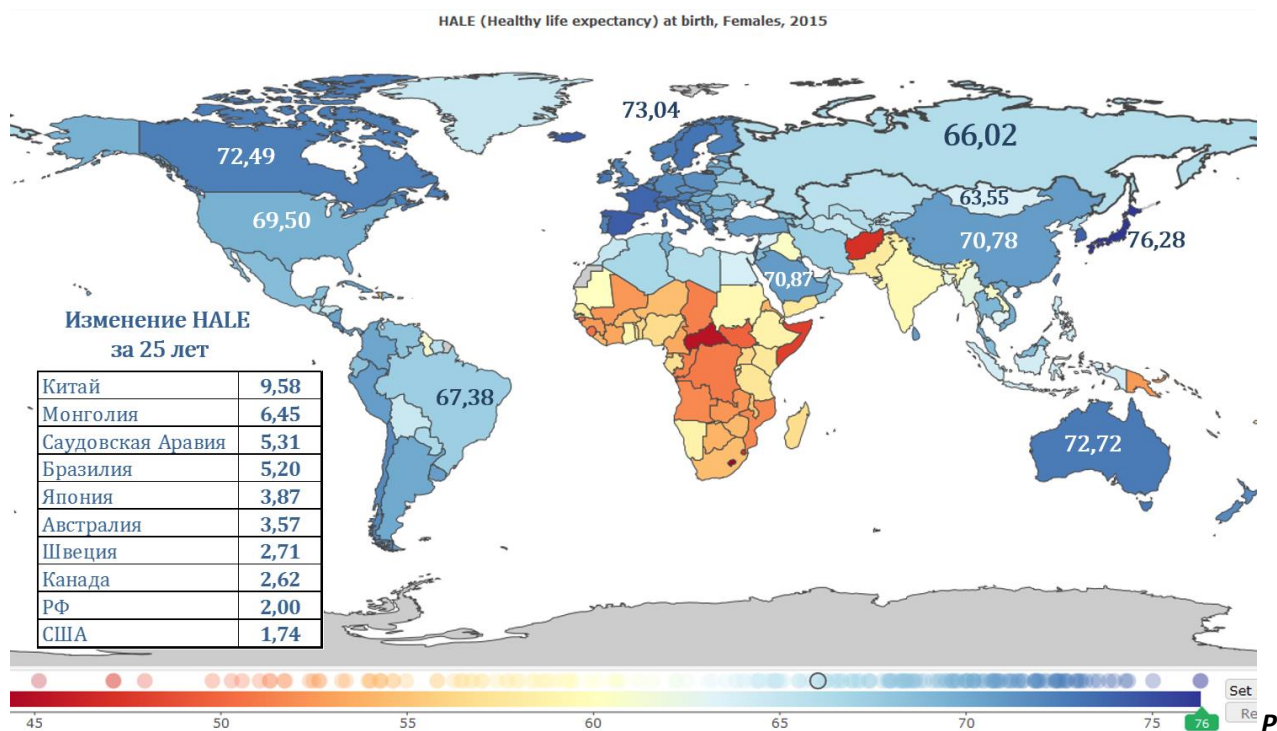 HALE (Healthy life expectancy) at birth, Females, 2015
73,04
66,02
72,49
63,55
69,50
70,78
76,28
70,87
Изменение HALE
за 25 лет
67,38
72,72
Китай 9,58
Монголия 6,45
Саудовская Аравия 5,31
Бразилия 5,20
Япония 3,87
Австралия 3,57
Швеция 2,71
Канада 2,62
РФ 2,00
США 1,74
Set
45 50 55 60 65 70 75 76 Re
P